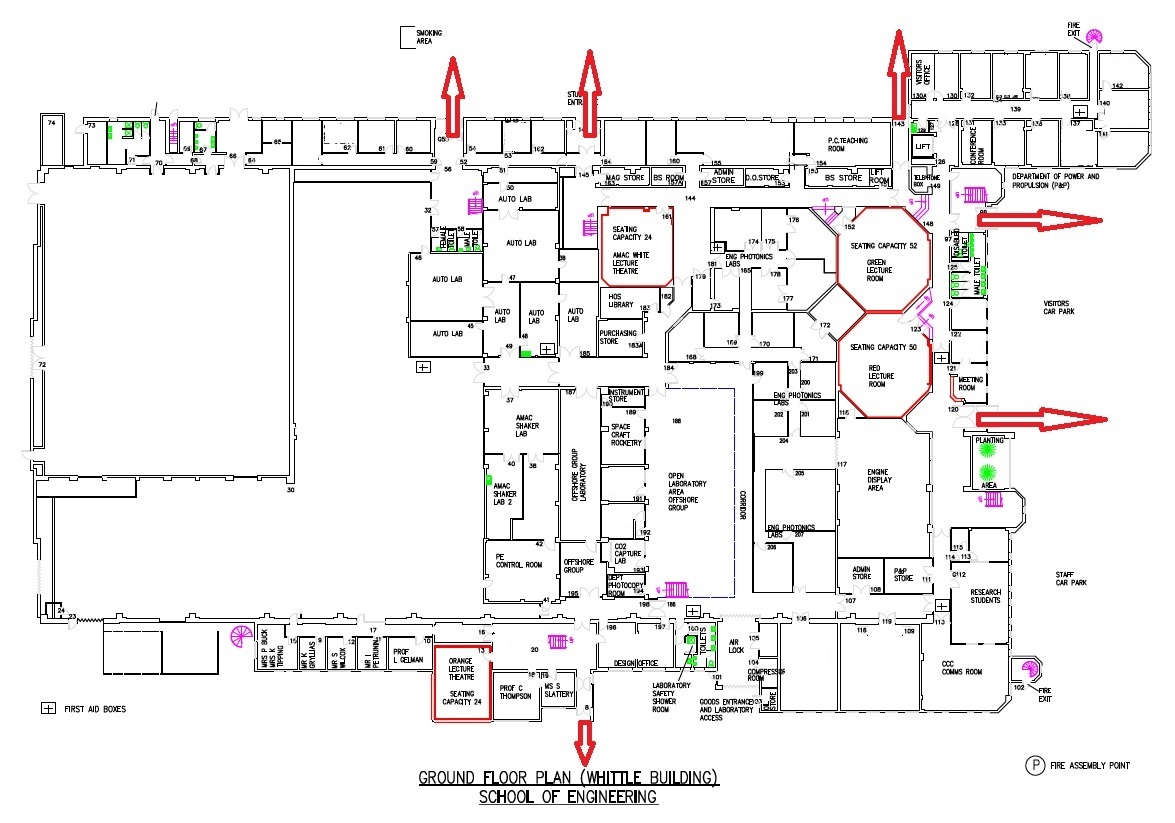 SMOKING
AREA
FIRE
EXIT
VISITORS
OFFICE
142
130A
130
132
139
140
74
73
71
70
68
67
66
64
65
62
61
60
59
56
52
54
53
162
51
164
160
155
154
P.C.TEACHING
ROOM
143
LIFT
126
CONFERENCE
ROOM
131
133
135
137
DEPARTMENT OF POWER AND
PROPULSION (P&P)
145
MAG STORE
163
BS ROOM
157A
157
ADMIN
STORE
D.O.STORE
153
BS STORE
LIFT
ROOM
TELEPHONE
BOX
149
144
50
AUTO LAB
32
57
FEMALE
TOILET
58
MALE
TOILET
46
AUTO LAB
AUTO LAB
38
47
161
SEATING
CAPACITY 24
AMAC WHITE
LECTURE
THEATRE
176
174
175
ENG PHOTONICS
LABS
181
165
178
177
179
173
152
148
SEATING CAPACITY 52
GREEN
LECTURE
ROOM
97
DISABLED
TOILET
MALE TOILET
124
VISITORS
CAR PARK
182
HOS
LIBRARY
183
PURCHASING
STORE
183A
AUTO
LAB
AUTO
LAB
AUTO
LAB
AUTO LAB
45
48
49
185
33
184
168
169
170
171
172
123
122
121
SEATING CAPACITY 50
RED
LECTURE
ROOM
MEETING
ROOM
120
72
199
203
200
ENG PHOTONICS
LABS
202
201
204
116
37
187
INSTRUMENT
STORE
190
189
188
AMAC
SHAKER
LAB
SPACE
CRAFT
ROCKETRY
OFFSHORE GROUP
LABORATORY
40
38
AMAC
SHAKER
LAB 2
OPEN
LABORATORY
AREA
OFFSHORE
GROUP
CORRIDOR
205
117
ENGINE
DISPLAY
AREA
PLANTING
AREA
30
191
192
42
ENG PHOTONICS
LABS
207
206
PE
CONTROL ROOM
OFFSHORE
GROUP
CO2
CAPTURE
LAB
193
DEPT
PHOTOCOPY
ROOM
194
195
41
198
186
ADMIN
STORE
108
P&P
STORE
111
107
115
114
113
G112
RESEARCH
STUDENTS
STAFF
CAR PARK
24
23
MRS P BUCK
MRS K
TIPPING
15
MR K
GRYLLIAS
9
MR S
WILCOX
12
17
MR I
PETRUNIN
PROF
L GELMAN
10
16
13
ORANGE
LECTURE
THEATRE
SEATING
CAPACITY 24
20
PROF C
THOMPSON
MS S
SLATTERY
8
196
197
DESIGN OFFICE
100
TOILETS
101
AIR
LOCK
105
104
COMPRESSOR
ROOM
OIL
STORE
106
118
119
109
113
CCC
COMMS ROOM
102
FIRE
EXIT
LABORATORY
SAFETY
SHOWER
ROOM
GOODS ENTRANCE
AND LABORATORY
ACCESS
FIRST AID BOXES
P FIRE ASSEMBLY POINT
GROUND FLOOR PLAN (WHITTLE BUILDING)
SCHOOL OF ENGINEERING